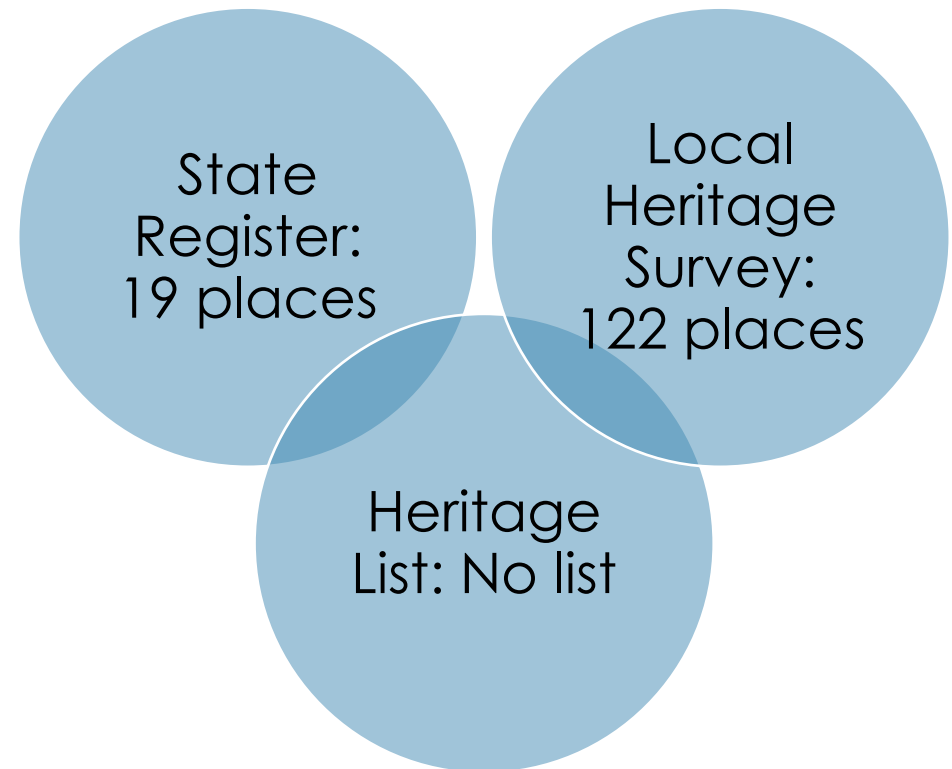 State
Register:
19 places
Local
Heritage
Survey:
122 places
Heritage
List: No list